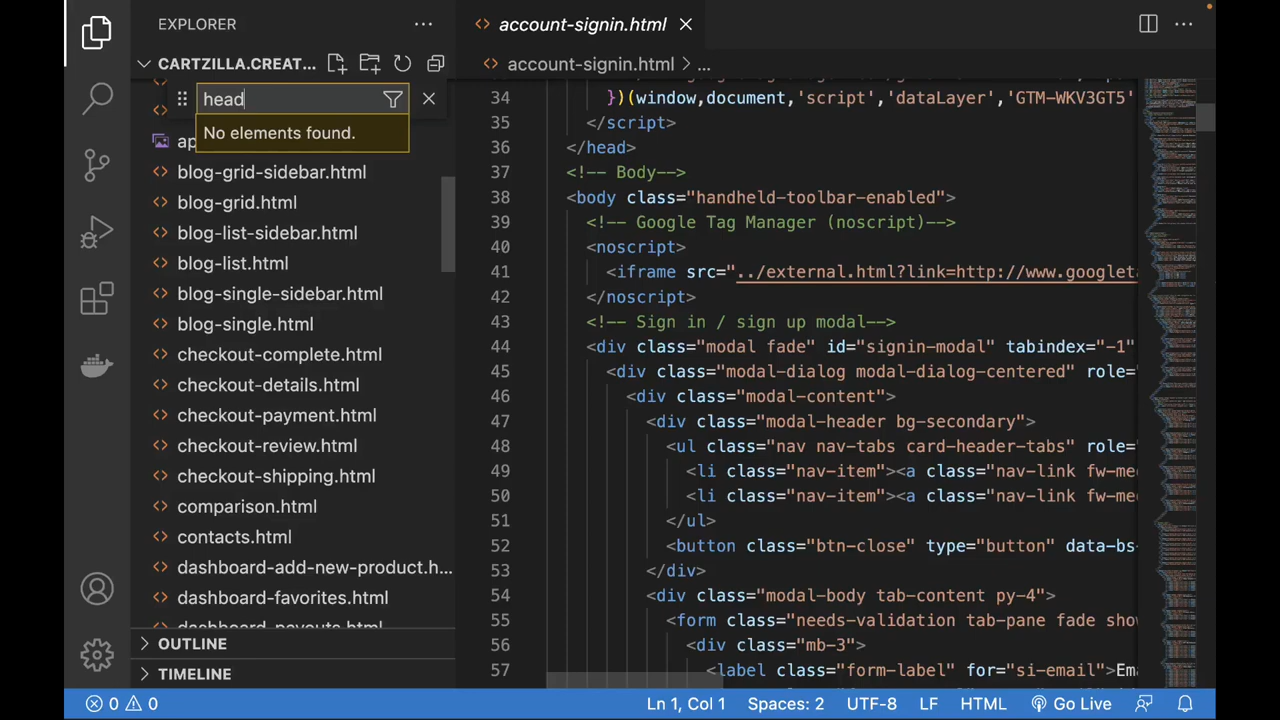 EXPLORER
CARTZILLA.CREAT...
head
No elements found.
ap
blog-grid-sidebar.html
blog-grid.html
blog-list-sidebar.html
blog-list.html
blog-single-sidebar.html
blog-single.html
checkout-complete.html
checkout-details.html
checkout-payment.html
checkout-review.html
checkout-shipping.html
comparison.html
contacts.html
dashboard-add-new-product.h...
dashboard-favorites.html
dashboard-payouts.html
OUTLINE
TIMELINE
account-signin.html
account-signin.html > ...
34 })(window,document,'script','dataLayer','GTM-WKV3GT5'
35 </script>
36 </head>
37 <!-- Body-->
38 <body class="handheld-toolbar-enabled">
39 <!-- Google Tag Manager (noscript)-->
40 <noscript>
41 <iframe src="../external.html?link=http://www.googleta
42 </noscript>
43 <!-- Sign in / sign up modal-->
44 <div class="modal fade" id="signin-modal" tabindex="-1"
45 <div class="modal-dialog modal-dialog-centered" role=
46 <div class="modal-content">
47 <div class="modal-header bg-secondary">
48 <ul class="nav nav-tabs card-header-tabs" role=
49 <li class="nav-item"><a class="nav-link fw-me
50 <li class="nav-item"><a class="nav-link fw-me
51 </ul>
52 <button class="btn-close" type="button" data-bs-
53 </div>
54 <div class="modal-body tab-content py-4">
55 <form class="needs-validation tab-pane fade sho
56 <div class="mb-3">
57 <label class="form-label" for="si-email">Ema
0 0 Ln 1, Col 1 Spaces: 2 UTF-8 LF HTML Go Live